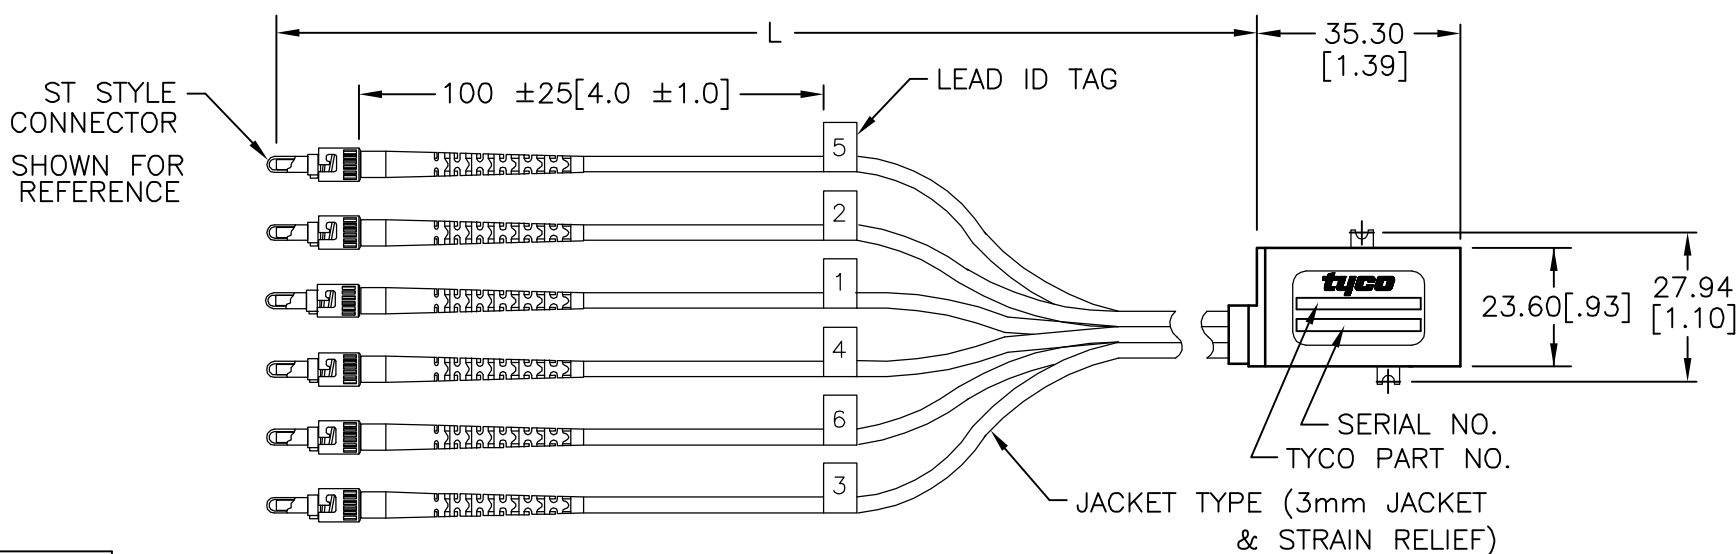 L
35.30
[1.39]
ST STYLE
CONNECTOR
SHOWN FOR
REFERENCE
100 ±25[4.0 ±1.0]
LEAD ID TAG
5
2
1
4
6
3
tyco
23.60[.93]
27.94
[1.10]
SERIAL NO.
TYCO PART NO.
JACKET TYPE (3mm JACKET
& STRAIN RELIEF)